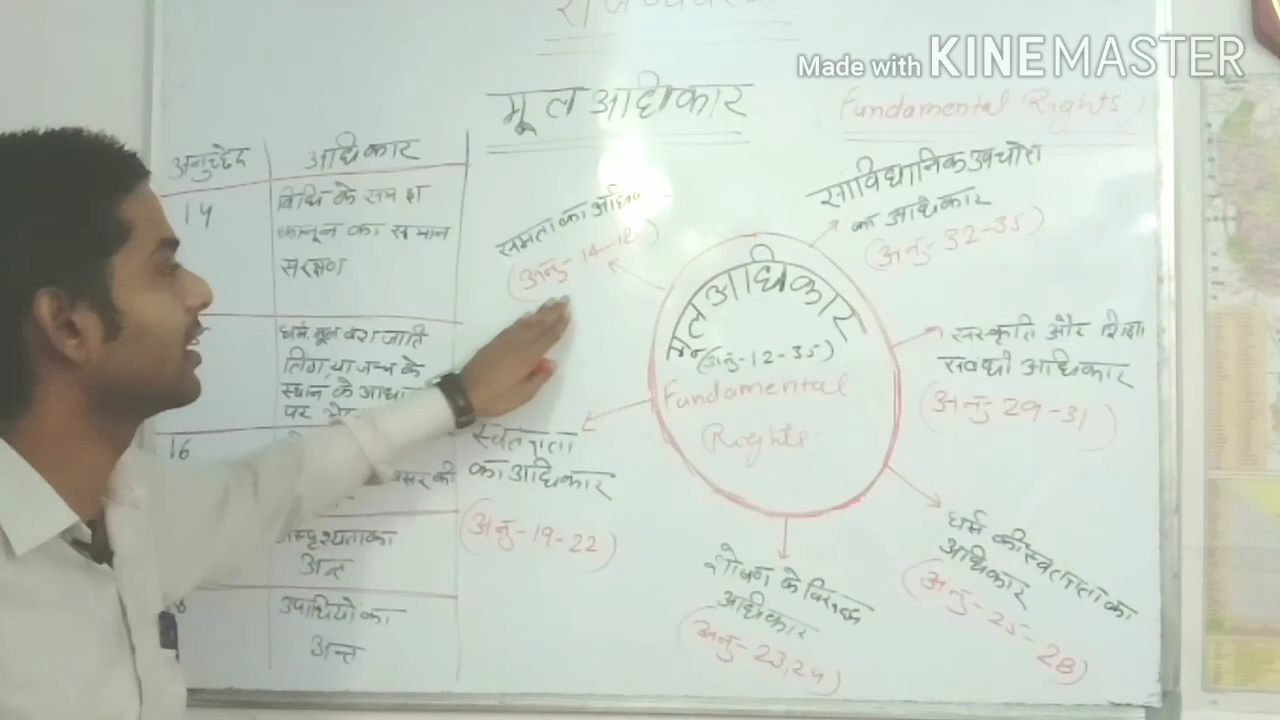 Made with KINEMASTER
मूल अधिकार
(Fundamental Rights)
अनुच्छेद
अधिकार
14
विधि के समक्ष
कानून का समान
संरक्षण
धर्म मूल वंश जाति
लिंग, या जन्म के
स्थान के आधा
पर
16
वसर की
स्पृश्यता का
अन्त
उपाधियो का
अन्त
समता का अधि
(अनु- 14-18)
स्वतंत्रता
का अधिकार
(अनु-19-22)
मूल अधिकार
(अनु-12-35)
Fundamental
Rights
सांविधानिक उपचारो
का अधिकार
(अनु- 32-35)
संस्कृति और शिक्षा
संबधी अधिकार
(अनु- 29-31)
धर्म की स्वतंत्रता का
अधिकार
(अनु-25-28)
शोषण के विरुद्ध
अधिकार
(अनु-23,24)